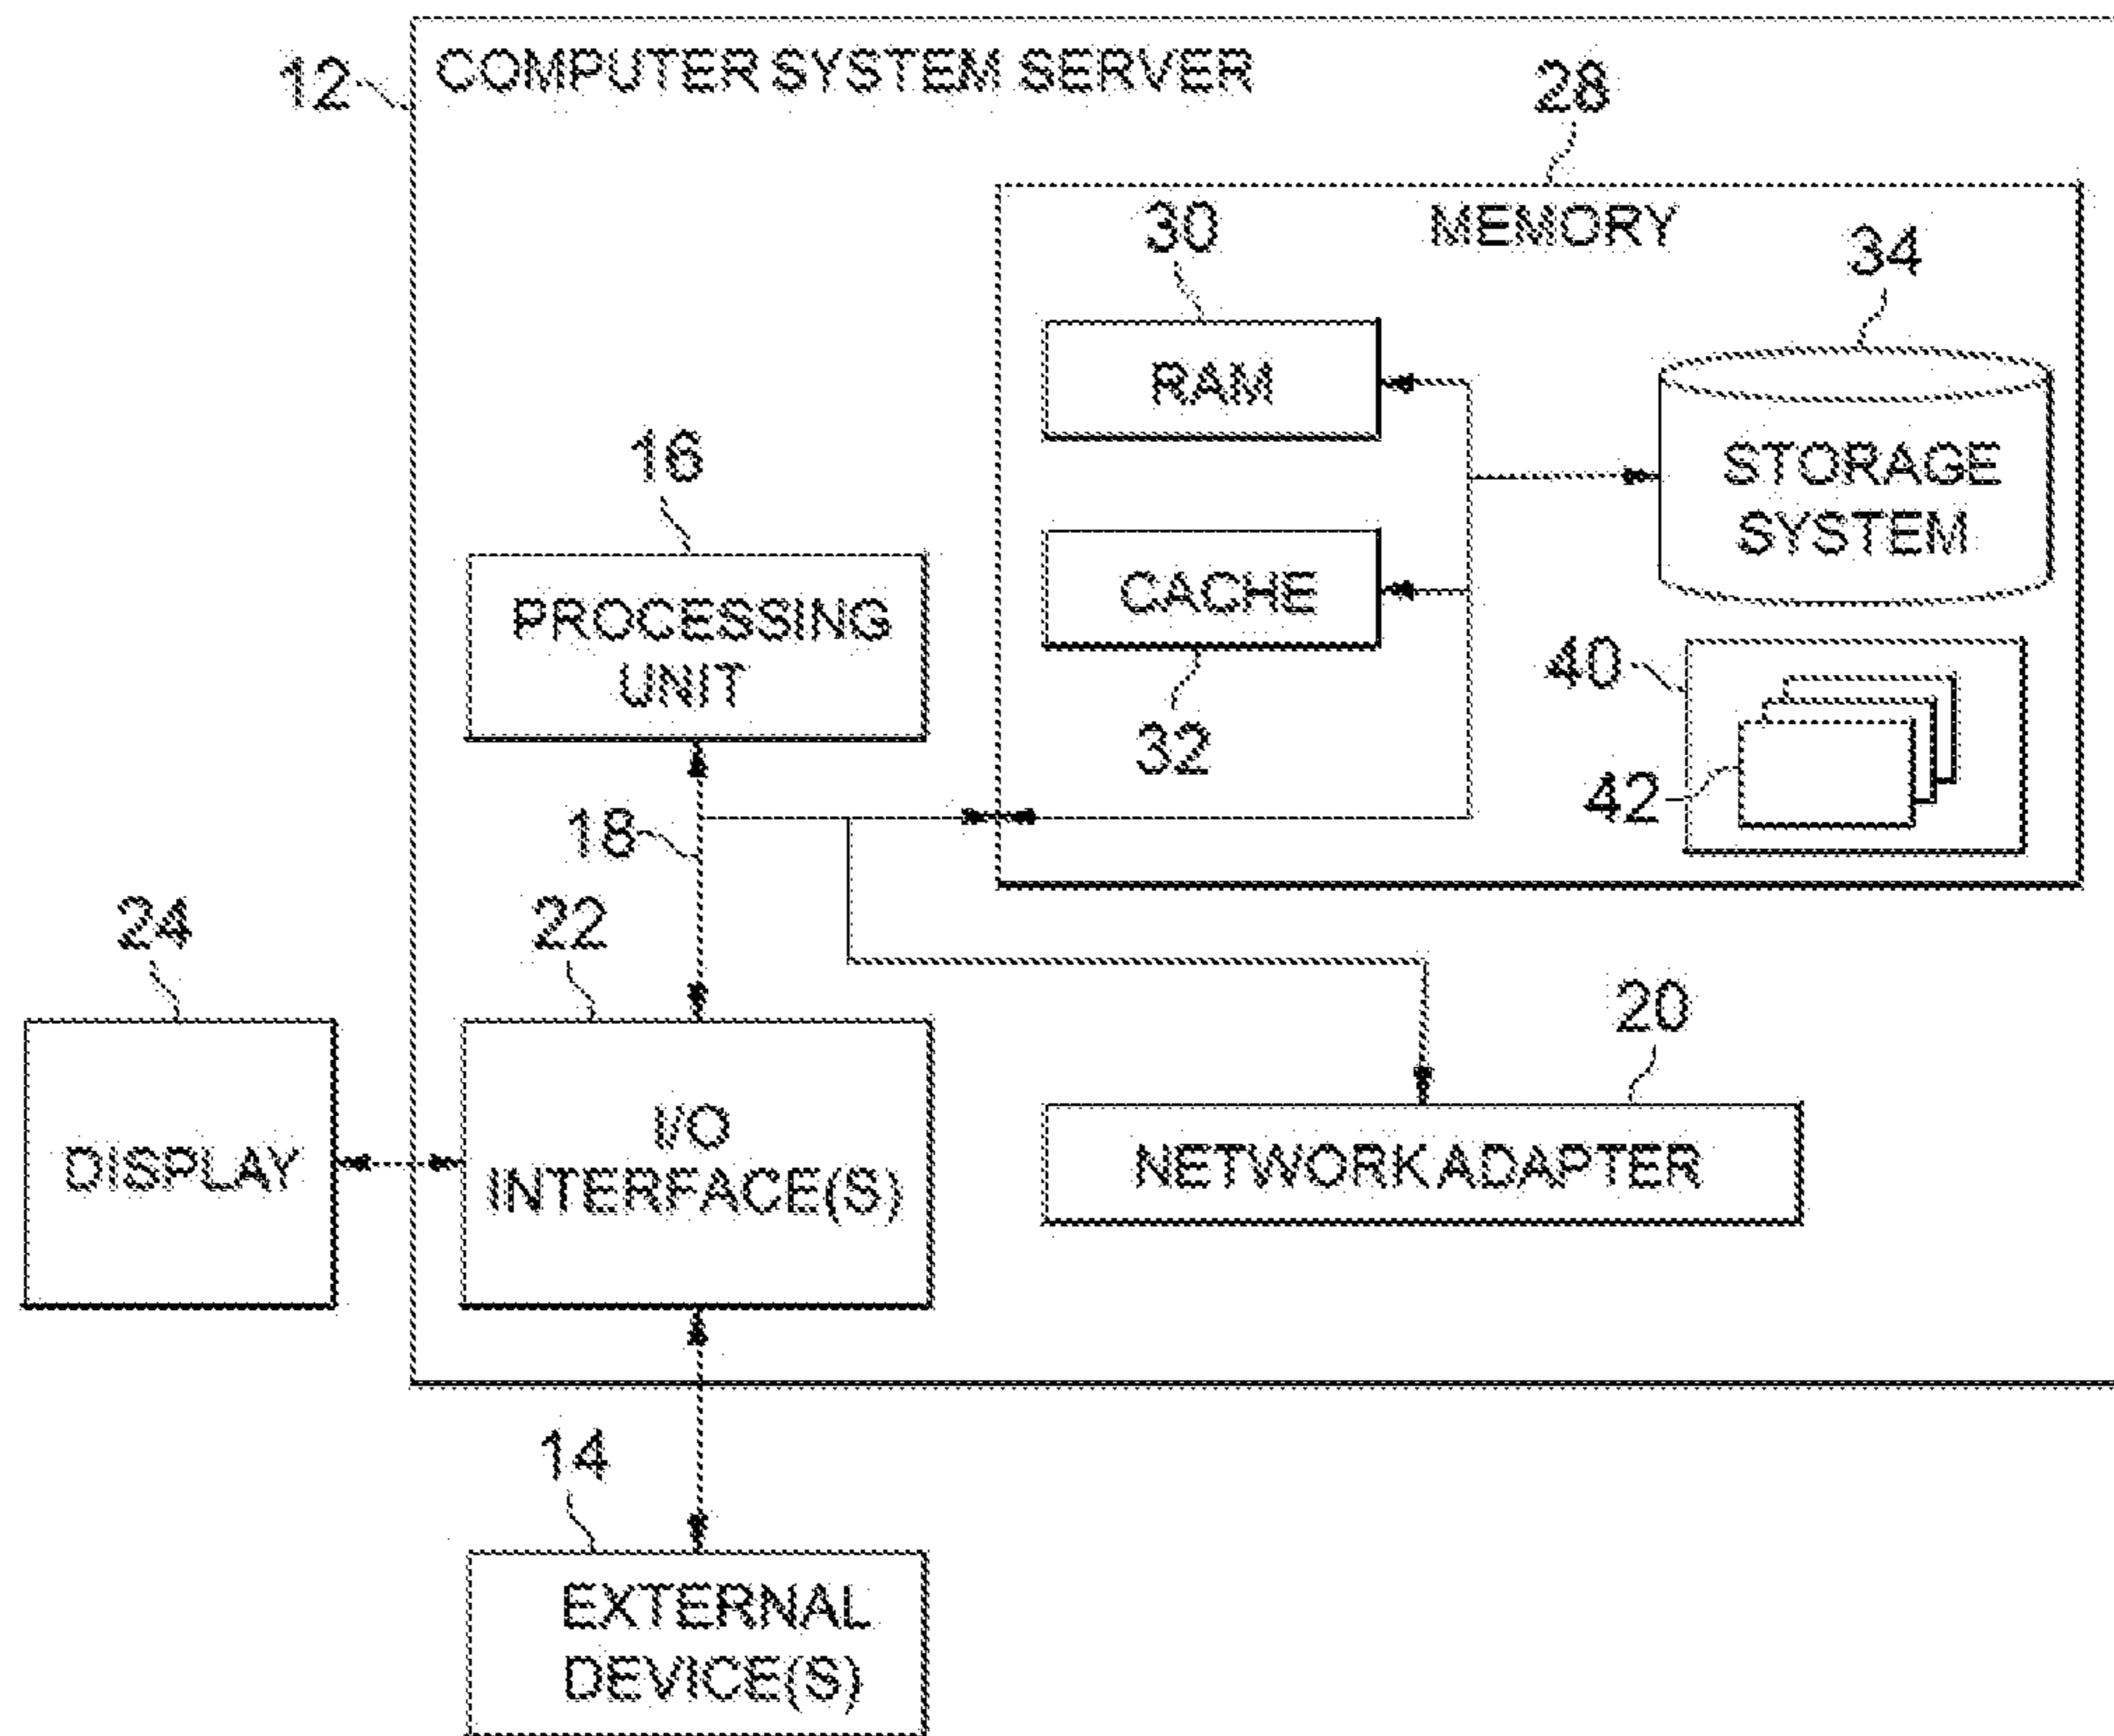 12
COMPUTER SYSTEM SERVER
28
MEMORY
30
34
RAM
STORAGE
SYSTEM
16
CACHE
PROCESSING
UNIT
32
40
42
18
24
22
20
DISPLAY
I/O
INTERFACE(S)
NETWORK ADAPTER
14
EXTERNAL
DEVICE(S)